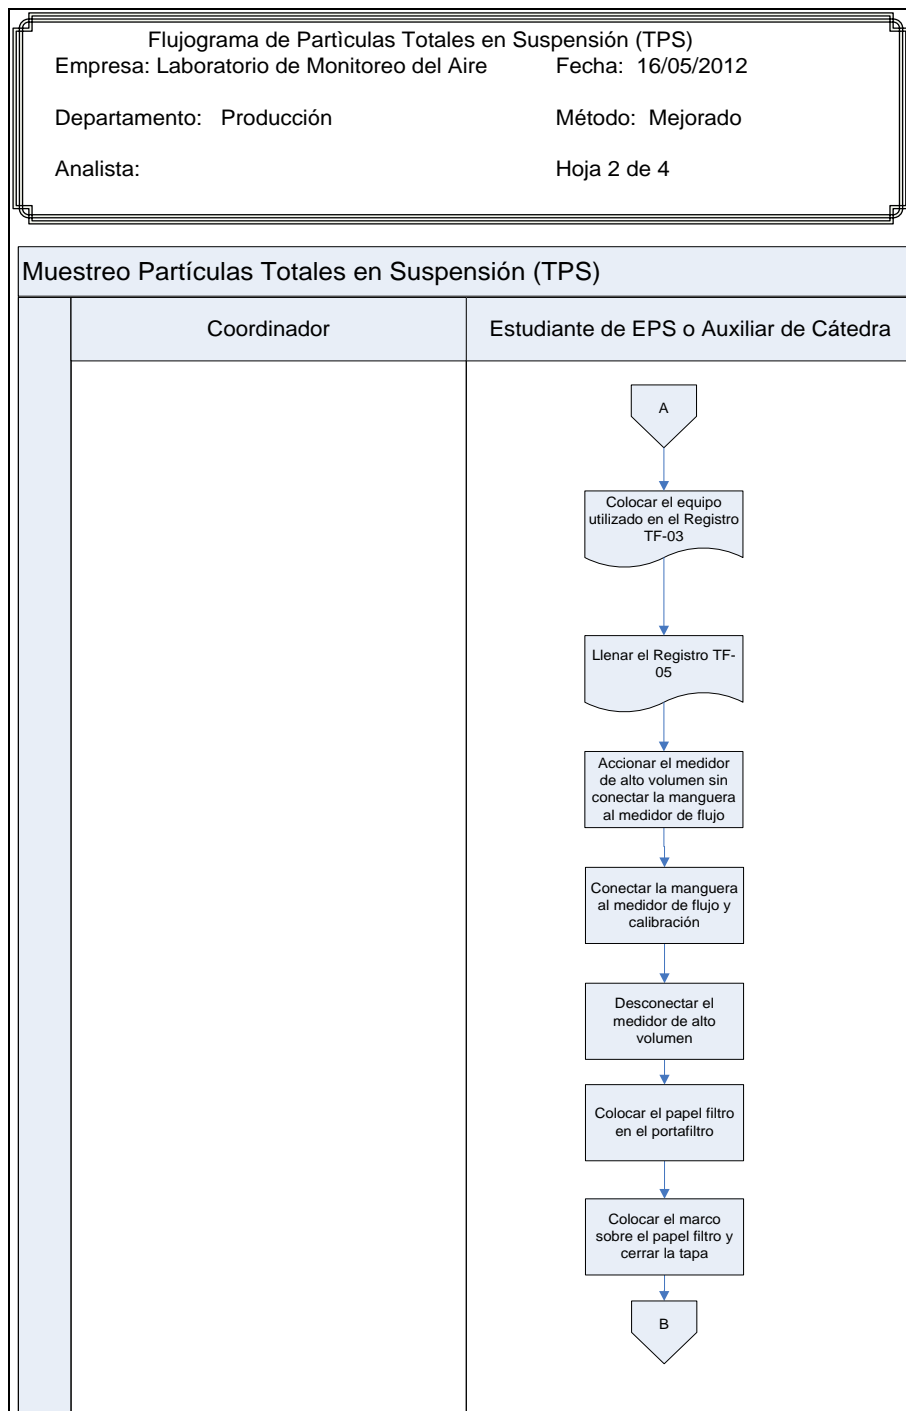 Flujograma de Partìculas Totales en Suspensión (TPS)
Empresa: Laboratorio de Monitoreo del Aire Fecha: 16/05/2012
Departamento: Producción Método: Mejorado
Analista: Hoja 2 de 4
Muestreo Partículas Totales en Suspensión (TPS)
Coordinador Estudiante de EPS o Auxiliar de Cátedra
A
Colocar el equipo
utilizado en el Registro
TF-03
Llenar el Registro TF-
05
Accionar el medidor
de alto volumen sin
conectar la manguera
al medidor de flujo
Conectar la manguera
al medidor de flujo y
calibración
Desconectar el
medidor de alto
volumen
Colocar el papel filtro
en el portafiltro
Colocar el marco
sobre el papel filtro y
cerrar la tapa
B